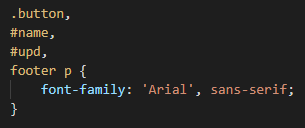 .button,
#name,
#upd,
footer p {
    font-family: 'Arial', sans-serif;
}